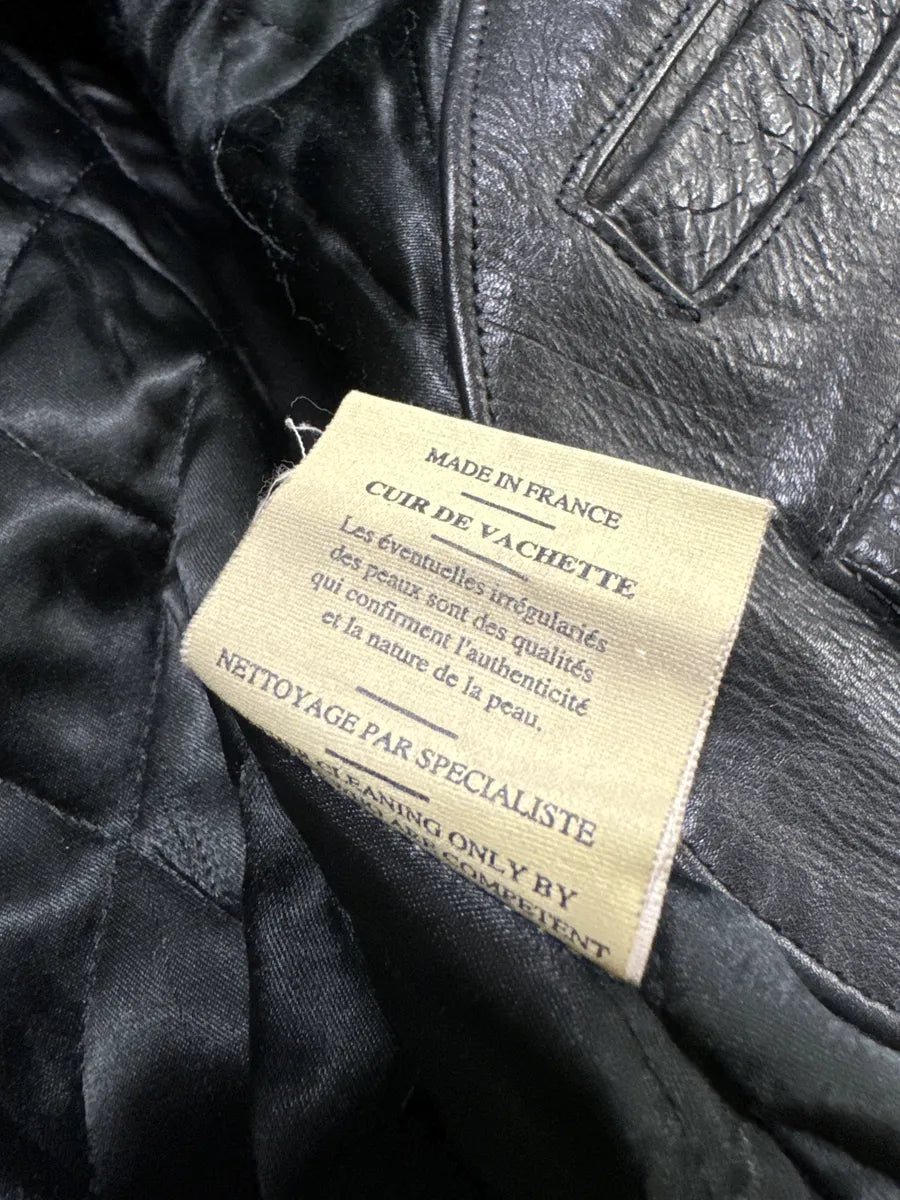 MADE IN FRANCE
CUIR DE VACHETTE
Les éventuelles irrégulariés
des peaux sont des qualités
qui confirment l'authenticité
et la nature de la peau.
NETTOYAGE PAR SPECIALISTE
CLEANING ONLY BY
COMPETENT